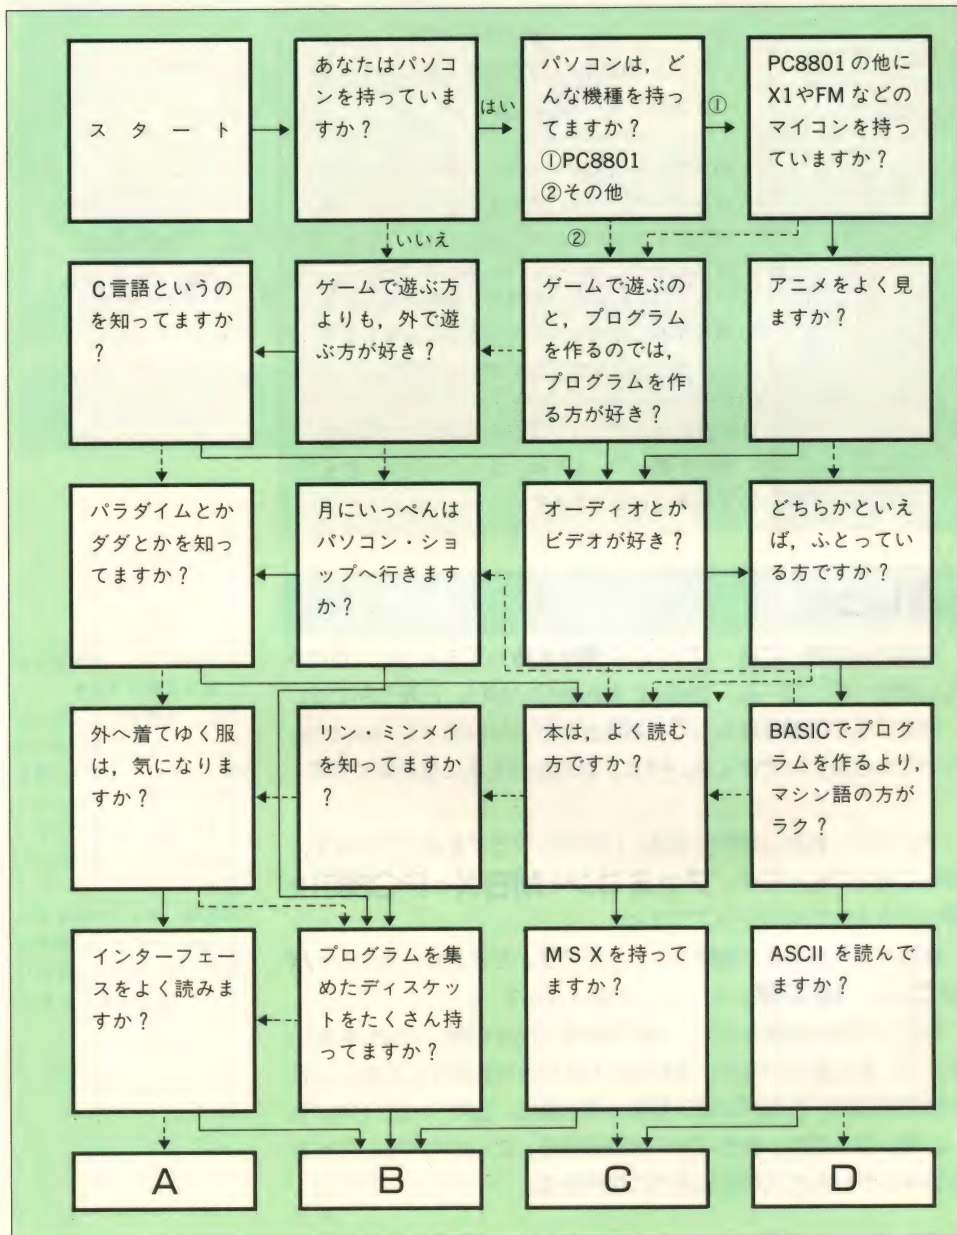 スタート
あなたはパソコ
ンを持っていま
すか？
はい
パソコンは，ど
んな機種を持っ
てますか？
①PC8801
②その他
①
PC8801の他に
X1やFMなどの
マイコンを持っ
ていますか？
いいえ
②
C言語というの
を知ってますか
？
ゲームで遊ぶ方
よりも，外で遊
ぶ方が好き？
ゲームで遊ぶの
と，プログラム
を作るのでは，
プログラムを作
る方が好き？
アニメをよく見
ますか？
パラダイムとか
ダダとかを知っ
てますか？
月にいっぺんは
パソコン・ショ
ップへ行きます
か？
オーディオとか
ビデオが好き？
どちらかといえ
ば，ふとってい
る方ですか？
外へ着てゆく服
は，気になりま
すか？
リン・ミンメイ
を知ってますか
？
本は，よく読む
方ですか？
BASICでプログ
ラムを作るより，
マシン語の方が
ラク？
インターフェー
スをよく読みま
すか？
プログラムを集
めたディスケッ
トをたくさん持
ってますか？
MSXを持って
ますか？
ASCIIを読んで
ますか？
A
B
C
D